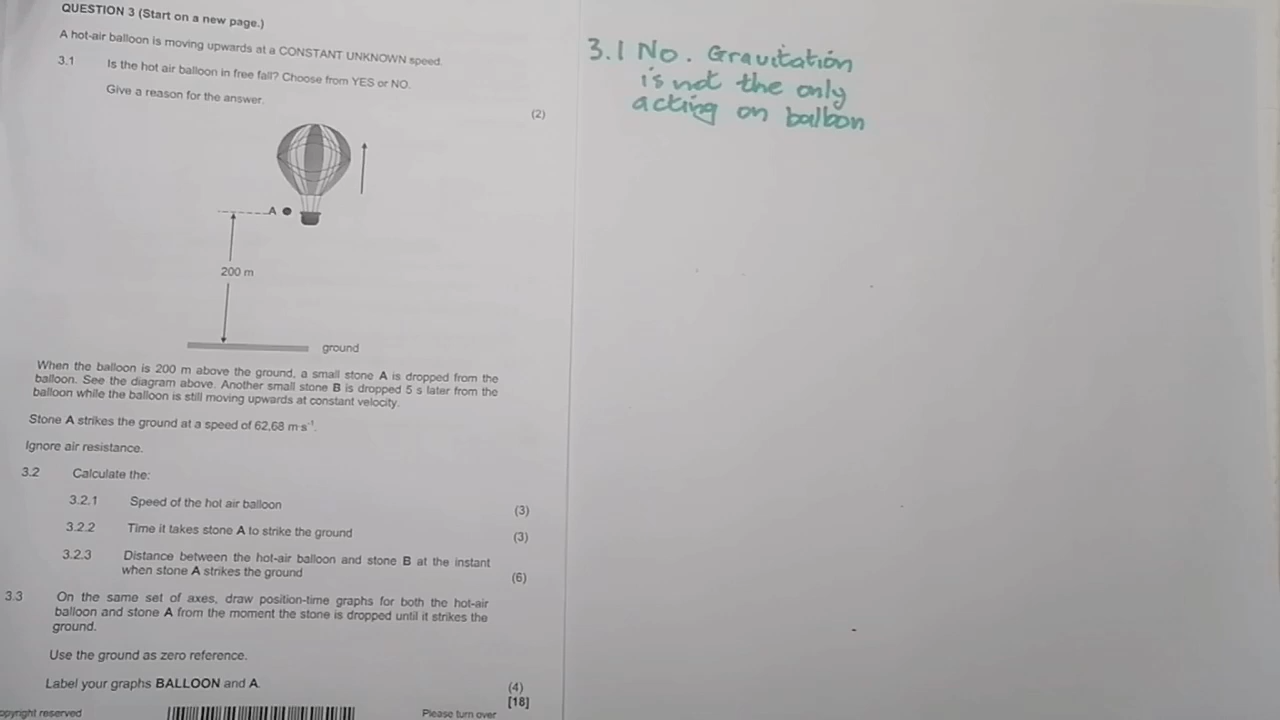 QUESTION 3 (Start on a new page.)
A hot-air balloon is moving upwards at a CONSTANT UNKNOWN speed.
3.1 Is the hot air balloon in free fall? Choose from YES or NO.
Give a reason for the answer.
(2)
A
200 m
ground
When the balloon is 200 m above the ground, a small stone A is dropped from the
balloon. See the diagram above. Another small stone B is dropped 5 s later from the
balloon while the balloon is still moving upwards at constant velocity.
Stone A strikes the ground at a speed of 62,68 m·s⁻¹.
Ignore air resistance.
3.2 Calculate the:
3.2.1 Speed of the hot air balloon (3)
3.2.2 Time it takes stone A to strike the ground (3)
3.2.3 Distance between the hot-air balloon and stone B at the instant
when stone A strikes the ground (6)
3.3 On the same set of axes, draw position-time graphs for both the hot-air
balloon and stone A from the moment the stone is dropped until it strikes the
ground.
Use the ground as zero reference.
Label your graphs BALLOON and A.
(4)
[18]
opyright reserved
Please turn over
3.1 No. Gravitation
is not the only
acting on balloon